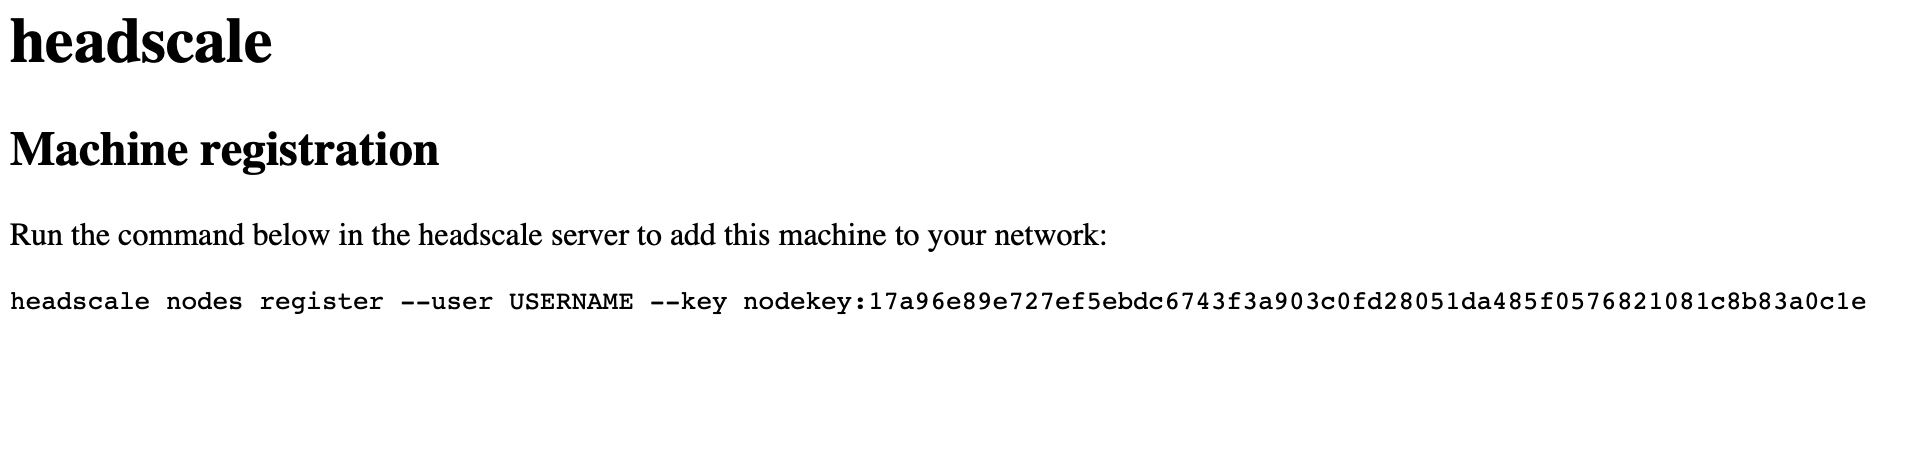 headscale
Machine registration
Run the command below in the headscale server to add this machine to your network:
headscale nodes register --user USERNAME --key nodekey:17a96e89e727ef5ebdc6743f3a903c0fd28051da485f0576821081c8b83a0c1e